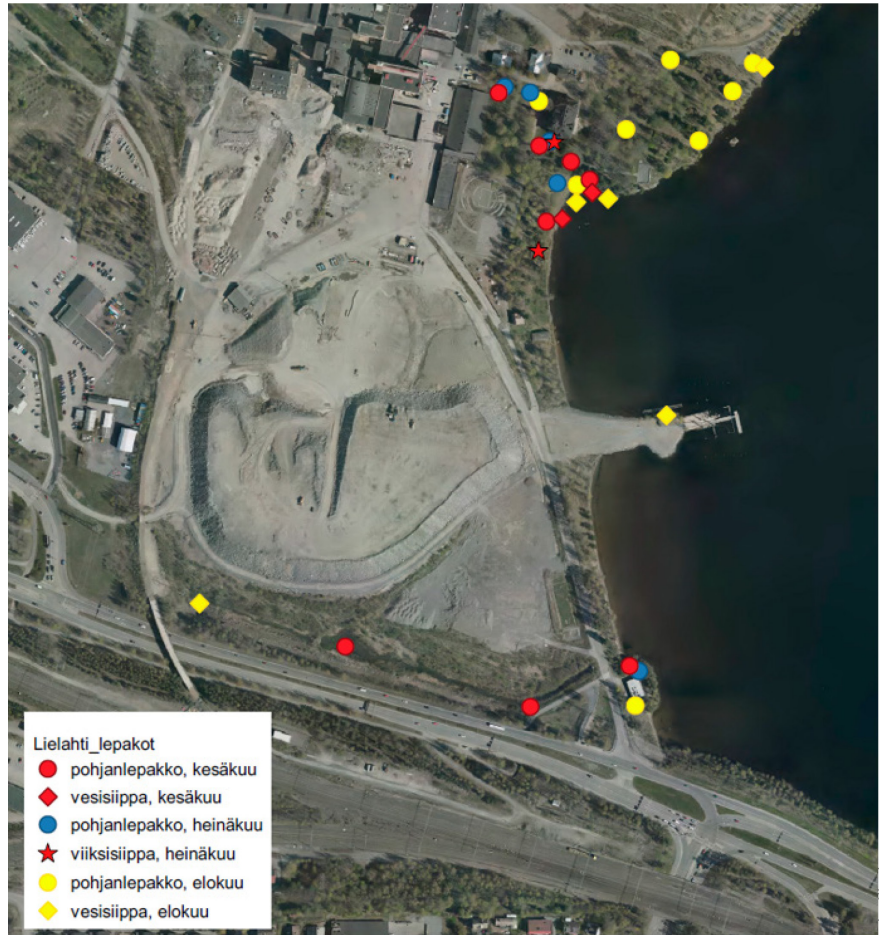 Lielahti_lepakot
pohjanlepakko, kesäkuu
vesisiippa, kesäkuu
pohjanlepakko, heinäkuu
viiksisiippa, heinäkuu
pohjanlepakko, elokuu
vesisiippa, elokuu